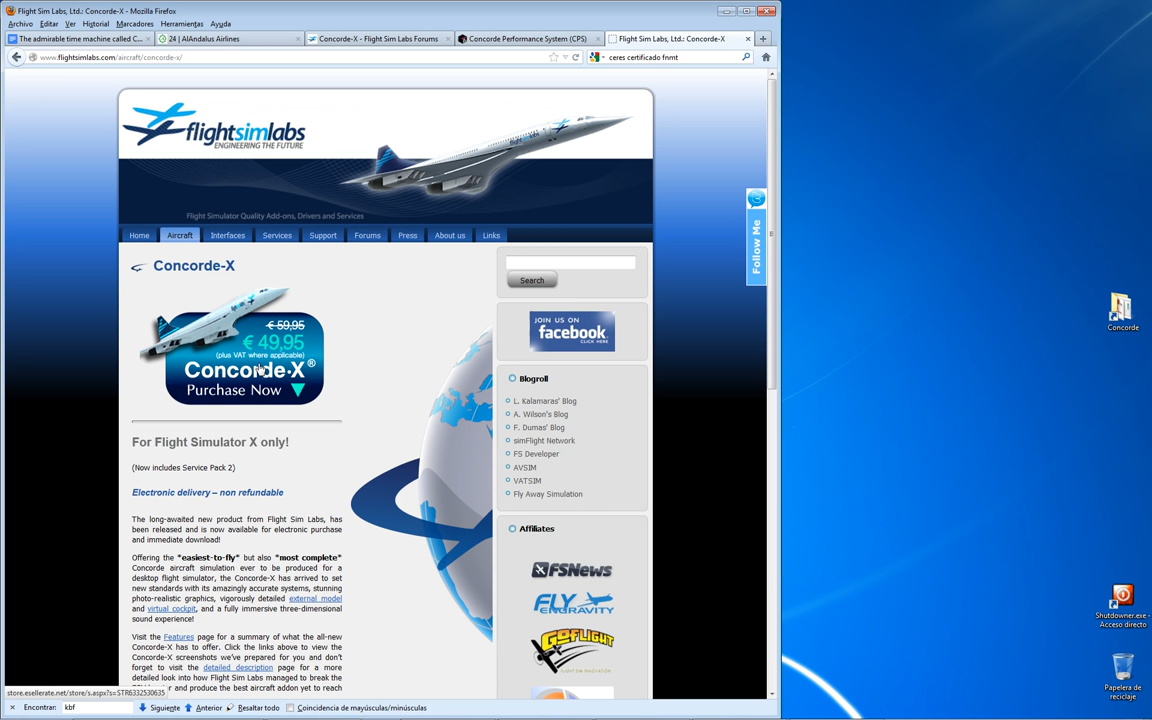 Flight Sim Labs, Ltd.: Concorde-X - Mozilla Firefox
Archivo Editar Ver Historial Marcadores Herramientas Ayuda
The admirable time machine called C...
24 | AlAndalus Airlines
Concorde-X - Flight Sim Labs Forums
Concorde Performance System (CPS)
Flight Sim Labs, Ltd.: Concorde-X
www.flightsimlabs.com/aircraft/concorde-x/
ceres certificado fnmt
flightsimlabs
ENGINEERING THE FUTURE
Flight Simulator Quality Add-ons, Drivers and Services
Home Aircraft Interfaces Services Support Forums Press About us Links
Follow Me
Concorde-X
€ 59,95
€ 49,95
(plus VAT where applicable)
Concorde·X®
Purchase Now
For Flight Simulator X only!
(Now includes Service Pack 2)
Electronic delivery – non refundable
The long-awaited new product from Flight Sim Labs, has
been released and is now available for electronic purchase
and immediate download!
Offering the *easiest-to-fly* but also *most complete*
Concorde aircraft simulation ever to be produced for a
desktop flight simulator, the Concorde-X has arrived to set
new standards with its amazingly accurate systems, stunning
photo-realistic graphics, vigorously detailed external model
and virtual cockpit, and a fully immersive three-dimensional
sound experience!
Visit the Features page for a summary of what the all-new
Concorde-X has to offer. Click the links above to view the
Concorde-X screenshots we've prepared for you and don't
forget to visit the detailed description page for a more
detailed look into how Flight Sim Labs managed to break the
and produce the best aircraft addon yet to reach
Search
JOIN US ON
facebook
CLICK HERE
Blogroll
L. Kalamaras' Blog
A. Wilson's Blog
F. Dumas' Blog
simFlight Network
FS Developer
AVSIM
VATSIM
Fly Away Simulation
Affiliates
FSNews
FLY
ENGRAVITY
GOFLIGHT
store.esellerate.net/store/s.aspx?s=STR6332530635
Encontrar: kbf Siguiente Anterior Resaltar todo Coincidencia de mayúsculas/minúsculas
Concorde
Shutdowner.exe -
Acceso directo
Papelera de
reciclaje